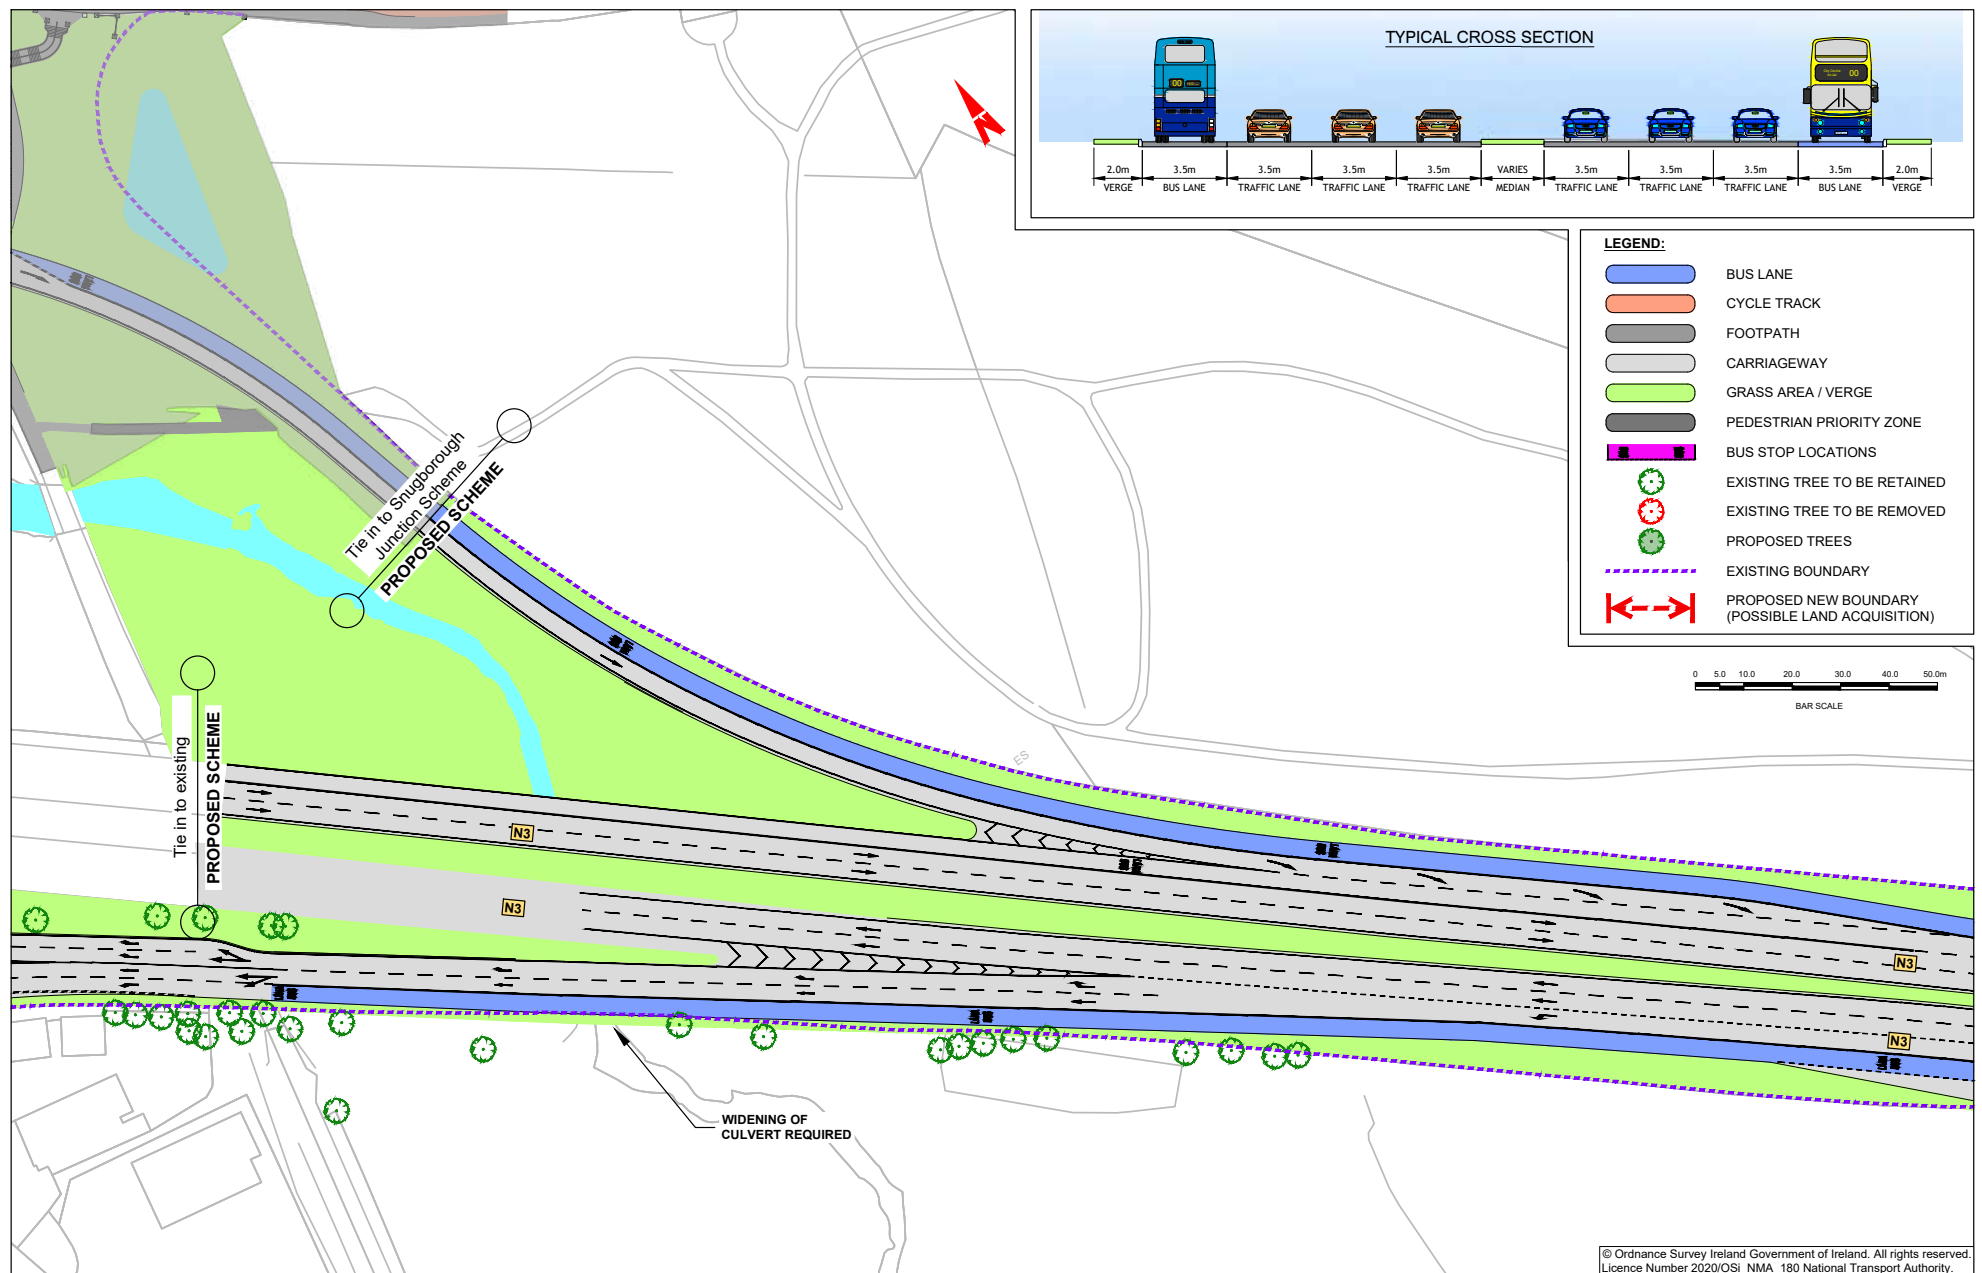 TYPICAL CROSS SECTION
00
00
2.0m 3.5m 3.5m 3.5m 3.5m VARIES 3.5m 3.5m 3.5m 3.5m 2.0m
VERGE BUS LANE TRAFFIC LANE TRAFFIC LANE TRAFFIC LANE MEDIAN TRAFFIC LANE TRAFFIC LANE TRAFFIC LANE BUS LANE VERGE
N
LEGEND:
BUS LANE
CYCLE TRACK
FOOTPATH
CARRIAGEWAY
GRASS AREA / VERGE
PEDESTRIAN PRIORITY ZONE
BUS STOP LOCATIONS
EXISTING TREE TO BE RETAINED
EXISTING TREE TO BE REMOVED
PROPOSED TREES
EXISTING BOUNDARY
PROPOSED NEW BOUNDARY
(POSSIBLE LAND ACQUISITION)
0 5.0 10.0 20.0 30.0 40.0 50.0m
BAR SCALE
Tie in to Snugborough
Junction Scheme
PROPOSED SCHEME
Tie in to existing
PROPOSED SCHEME
ES
N3
N3
N3
N3
WIDENING OF
CULVERT REQUIRED
© Ordnance Survey Ireland Government of Ireland. All rights reserved.
Licence Number 2020/OSi_NMA_180 National Transport Authority.